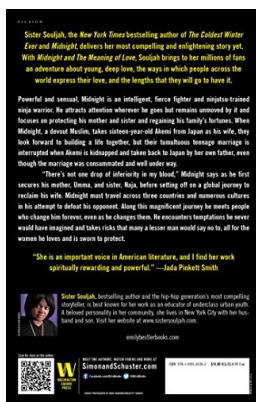 FICTION
Sister Souljah, the New York Times bestselling author of The Coldest Winter
Ever and Midnight, delivers her most compelling and enlightening story yet.
With Midnight and The Meaning of Love, Souljah brings to her millions of fans
an adventure about young, deep love, the ways in which people across the
world express their love, and the lengths that they will go to have it.
Powerful and sensual, Midnight is an intelligent, fierce fighter and ninjutsu-trained
ninja warrior. He attracts attention wherever he goes but remains unmoved by it and
focuses on protecting his mother and sister and regaining his family's fortunes. When
Midnight, a devout Muslim, takes sixteen-year-old Akemi from Japan as his wife, they
look forward to building a life together, but their tumultuous teenage marriage is
interrupted when Akemi is kidnapped and taken back to Japan by her own father, even
though the marriage was consummated and well under way.
"There's not one drop of inferiority in my blood," Midnight says as he first
secures his mother, Umma, and sister, Naja, before setting off on a global journey to
reclaim his wife. Midnight must travel across three countries and numerous cultures
in his attempt to defeat his opponent. Along this magnificent journey he meets people
who change him forever, even as he changes them. He encounters temptations he never
would have imagined and takes risks that many a lesser man would say no to, all for the
women he loves and is sworn to protect.
"She is an important voice in American literature, and I find her work
spiritually rewarding and powerful." —Jada Pinkett Smith
Sister Souljah, bestselling author and the hip-hop generation's most compelling
storyteller, is best known for her work as an educator of underclass urban youth.
A beloved personality in her community, she lives in New York City with her hus-
band and son. Visit her website at www.sistersouljah.com.
emilybestlerbooks.com
WASHINGTON
SQUARE
PRESS
MEET THE AUTHORS, WATCH VIDEOS AND MORE AT
SimonandSchuster.com